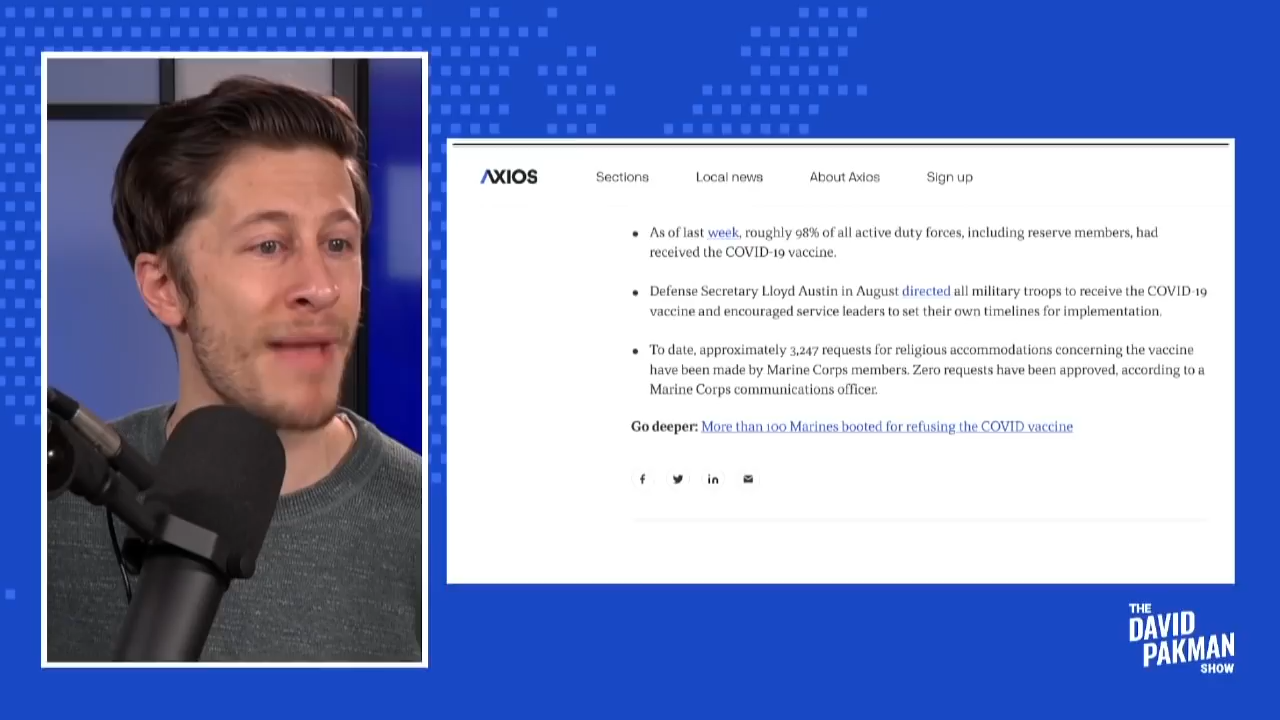 AXIOS
Sections
Local news
About Axios
Sign up
As of last week, roughly 98% of all active duty forces, including reserve members, had
received the COVID-19 vaccine.
Defense Secretary Lloyd Austin in August directed all military troops to receive the COVID-19
vaccine and encouraged service leaders to set their own timelines for implementation.
To date, approximately 3,247 requests for religious accommodations concerning the vaccine
have been made by Marine Corps members. Zero requests have been approved, according to a
Marine Corps communications officer.
Go deeper: More than 100 Marines booted for refusing the COVID vaccine
THE
DAVID
PAKMAN
SHOW